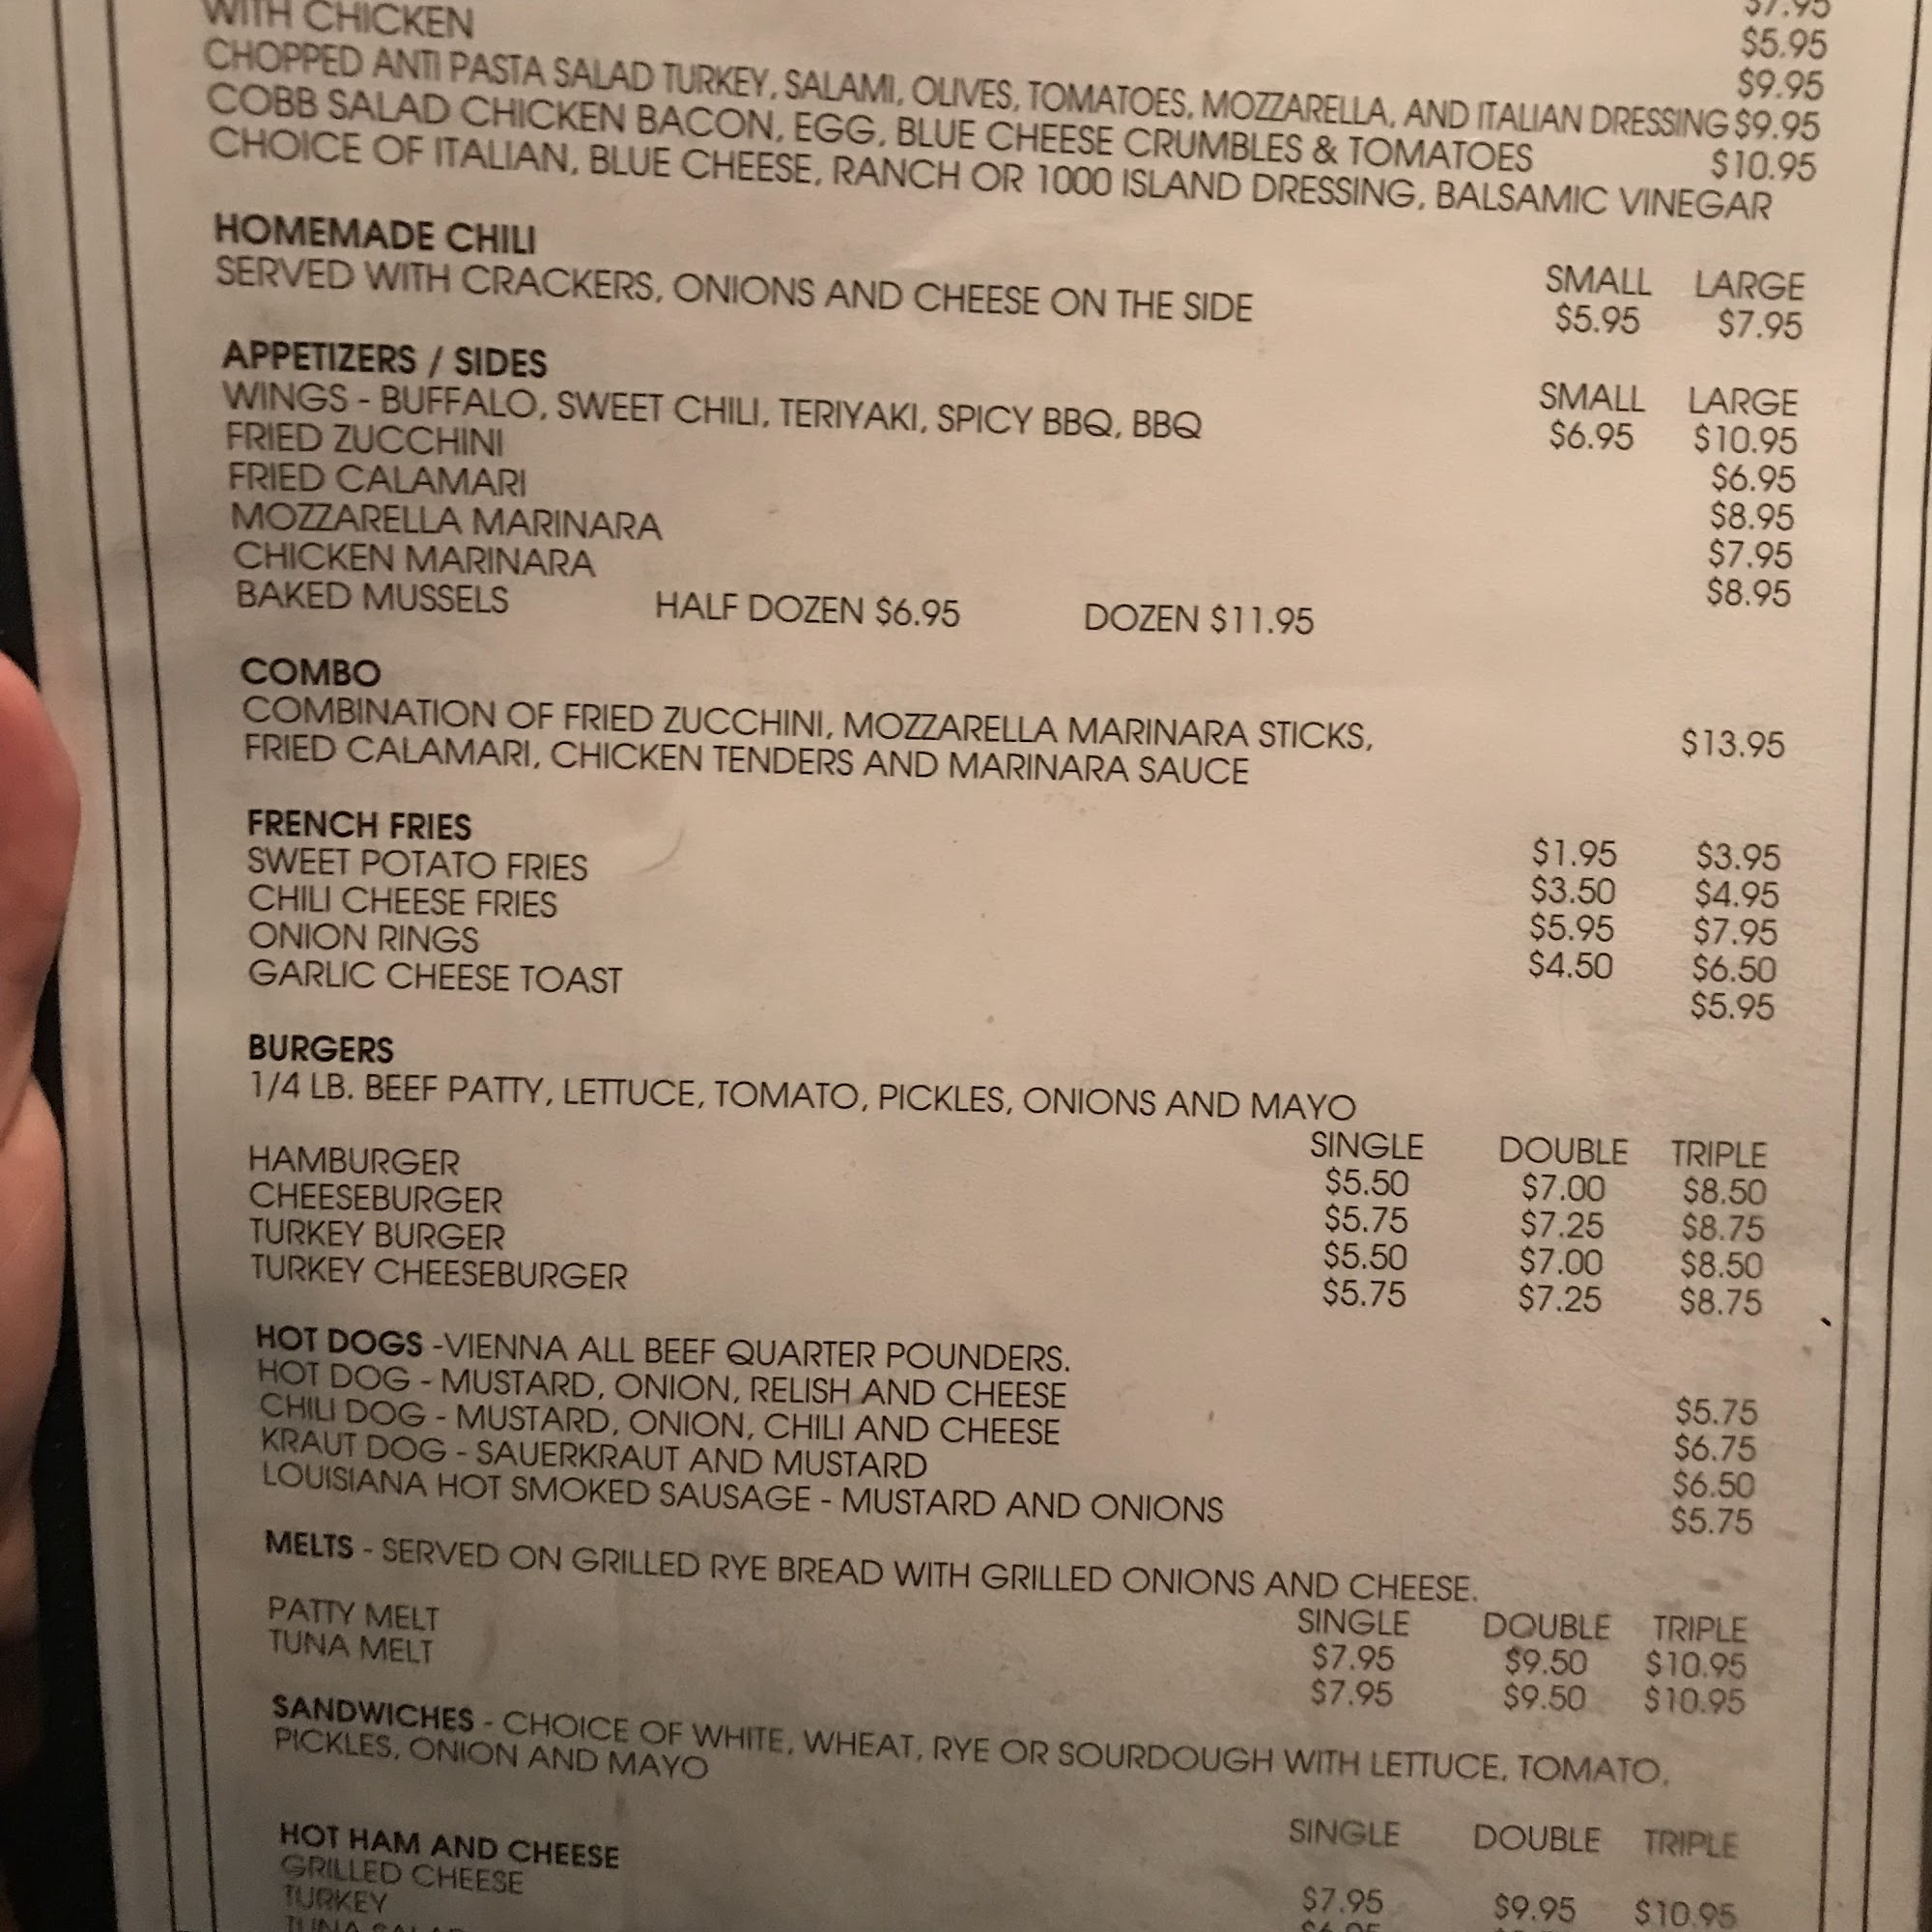 WITH CHICKEN $7.95
$5.95
$9.95
CHOPPED ANTI PASTA SALAD TURKEY, SALAMI, OLIVES, TOMATOES, MOZZARELLA, AND ITALIAN DRESSING $9.95
COBB SALAD CHICKEN BACON, EGG, BLUE CHEESE CRUMBLES & TOMATOES $10.95
CHOICE OF ITALIAN, BLUE CHEESE, RANCH OR 1000 ISLAND DRESSING, BALSAMIC VINEGAR
HOMEMADE CHILI SMALL LARGE
SERVED WITH CRACKERS, ONIONS AND CHEESE ON THE SIDE $5.95 $7.95
APPETIZERS / SIDES SMALL LARGE
WINGS - BUFFALO, SWEET CHILI, TERIYAKI, SPICY BBQ, BBQ $6.95 $10.95
FRIED ZUCCHINI $6.95
FRIED CALAMARI $8.95
MOZZARELLA MARINARA $7.95
CHICKEN MARINARA $8.95
BAKED MUSSELS HALF DOZEN $6.95 DOZEN $11.95
COMBO
COMBINATION OF FRIED ZUCCHINI, MOZZARELLA MARINARA STICKS, $13.95
FRIED CALAMARI, CHICKEN TENDERS AND MARINARA SAUCE
FRENCH FRIES $1.95 $3.95
SWEET POTATO FRIES $3.50 $4.95
CHILI CHEESE FRIES $5.95 $7.95
ONION RINGS $4.50 $6.50
GARLIC CHEESE TOAST $5.95
BURGERS
1/4 LB. BEEF PATTY, LETTUCE, TOMATO, PICKLES, ONIONS AND MAYO
SINGLE DOUBLE TRIPLE
HAMBURGER $5.50 $7.00 $8.50
CHEESEBURGER $5.75 $7.25 $8.75
TURKEY BURGER $5.50 $7.00 $8.50
TURKEY CHEESEBURGER $5.75 $7.25 $8.75
HOT DOGS -VIENNA ALL BEEF QUARTER POUNDERS.
HOT DOG - MUSTARD, ONION, RELISH AND CHEESE $5.75
CHILI DOG - MUSTARD, ONION, CHILI AND CHEESE $6.75
KRAUT DOG - SAUERKRAUT AND MUSTARD $6.50
LOUISIANA HOT SMOKED SAUSAGE - MUSTARD AND ONIONS $5.75
MELTS - SERVED ON GRILLED RYE BREAD WITH GRILLED ONIONS AND CHEESE.
SINGLE DOUBLE TRIPLE
PATTY MELT $7.95 $9.50 $10.95
TUNA MELT $7.95 $9.50 $10.95
SANDWICHES - CHOICE OF WHITE, WHEAT, RYE OR SOURDOUGH WITH LETTUCE, TOMATO,
PICKLES, ONION AND MAYO
SINGLE DOUBLE TRIPLE
HOT HAM AND CHEESE $7.95 $9.95 $10.95
GRILLED CHEESE
TURKEY
TUNA